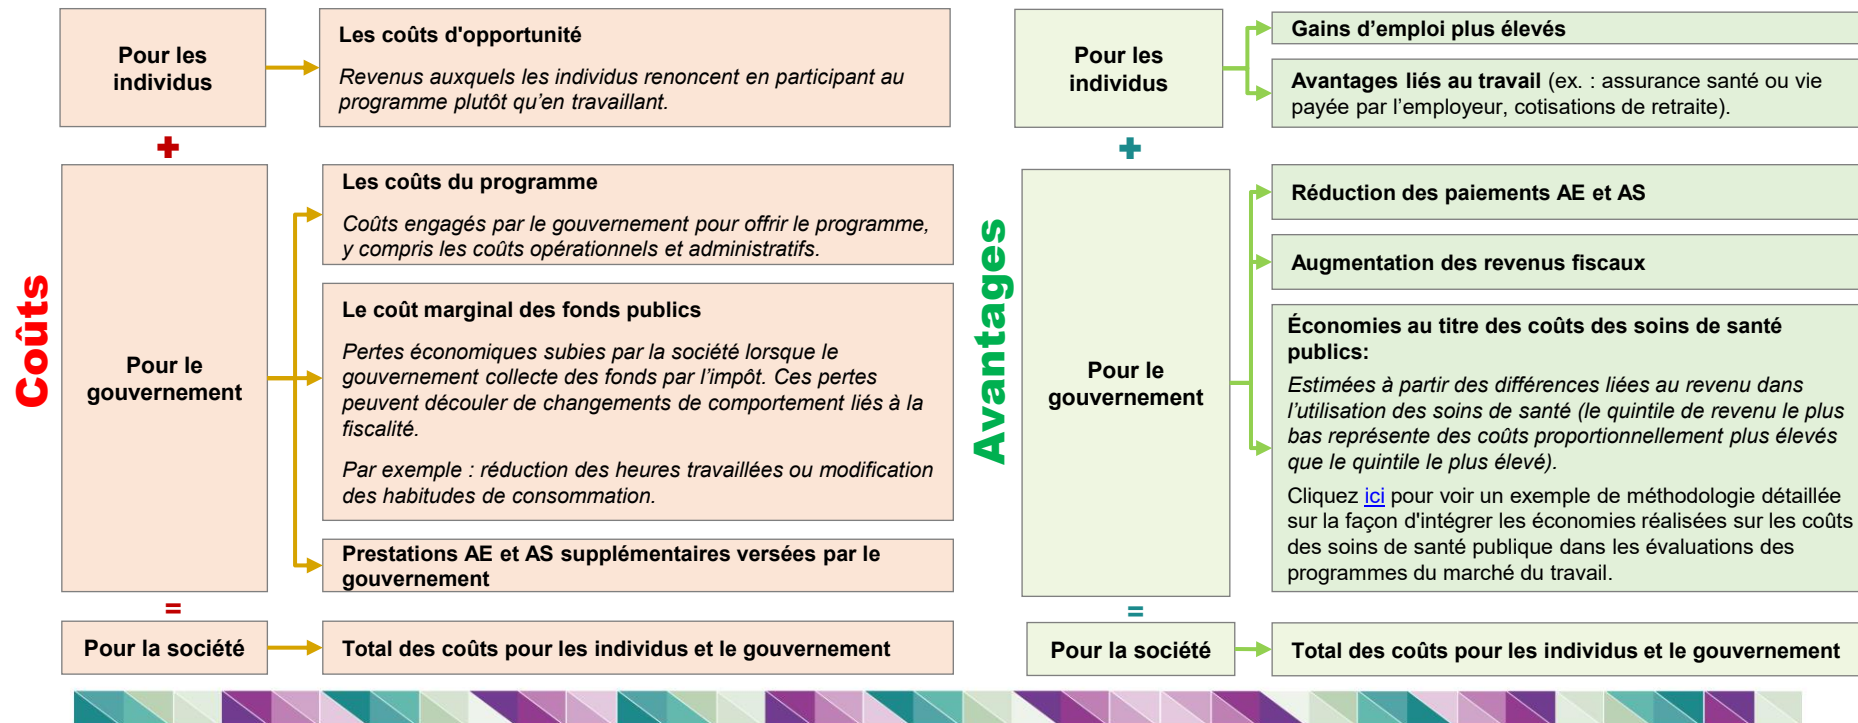 Coûts
Pour les
individus
Les coûts d'opportunité
Revenus auxquels les individus renoncent en participant au
programme plutôt qu’en travaillant.
+
Pour le
gouvernement
Les coûts du programme
Coûts engagés par le gouvernement pour offrir le programme,
y compris les coûts opérationnels et administratifs.
Le coût marginal des fonds publics
Pertes économiques subies par la société lorsque le
gouvernement collecte des fonds par l’impôt. Ces pertes
peuvent découler de changements de comportement liés à la
fiscalité.
Par exemple : réduction des heures travaillées ou modification
des habitudes de consommation.
Prestations AE et AS supplémentaires versées par le
gouvernement
=
Pour la société
Total des coûts pour les individus et le gouvernement
Avantages
Pour les
individus
Gains d’emploi plus élevés
Avantages liés au travail (ex. : assurance santé ou vie
payée par l’employeur, cotisations de retraite).
+
Pour le
gouvernement
Réduction des paiements AE et AS
Augmentation des revenus fiscaux
Économies au titre des coûts des soins de santé
publics:
Estimées à partir des différences liées au revenu dans
l’utilisation des soins de santé (le quintile de revenu le plus
bas représente des coûts proportionnellement plus élevés
que le quintile le plus élevé).
Cliquez ici pour voir un exemple de méthodologie détaillée
sur la façon d'intégrer les économies réalisées sur les coûts
des soins de santé publique dans les évaluations des
programmes du marché du travail.
=
Pour la société
Total des coûts pour les individus et le gouvernement